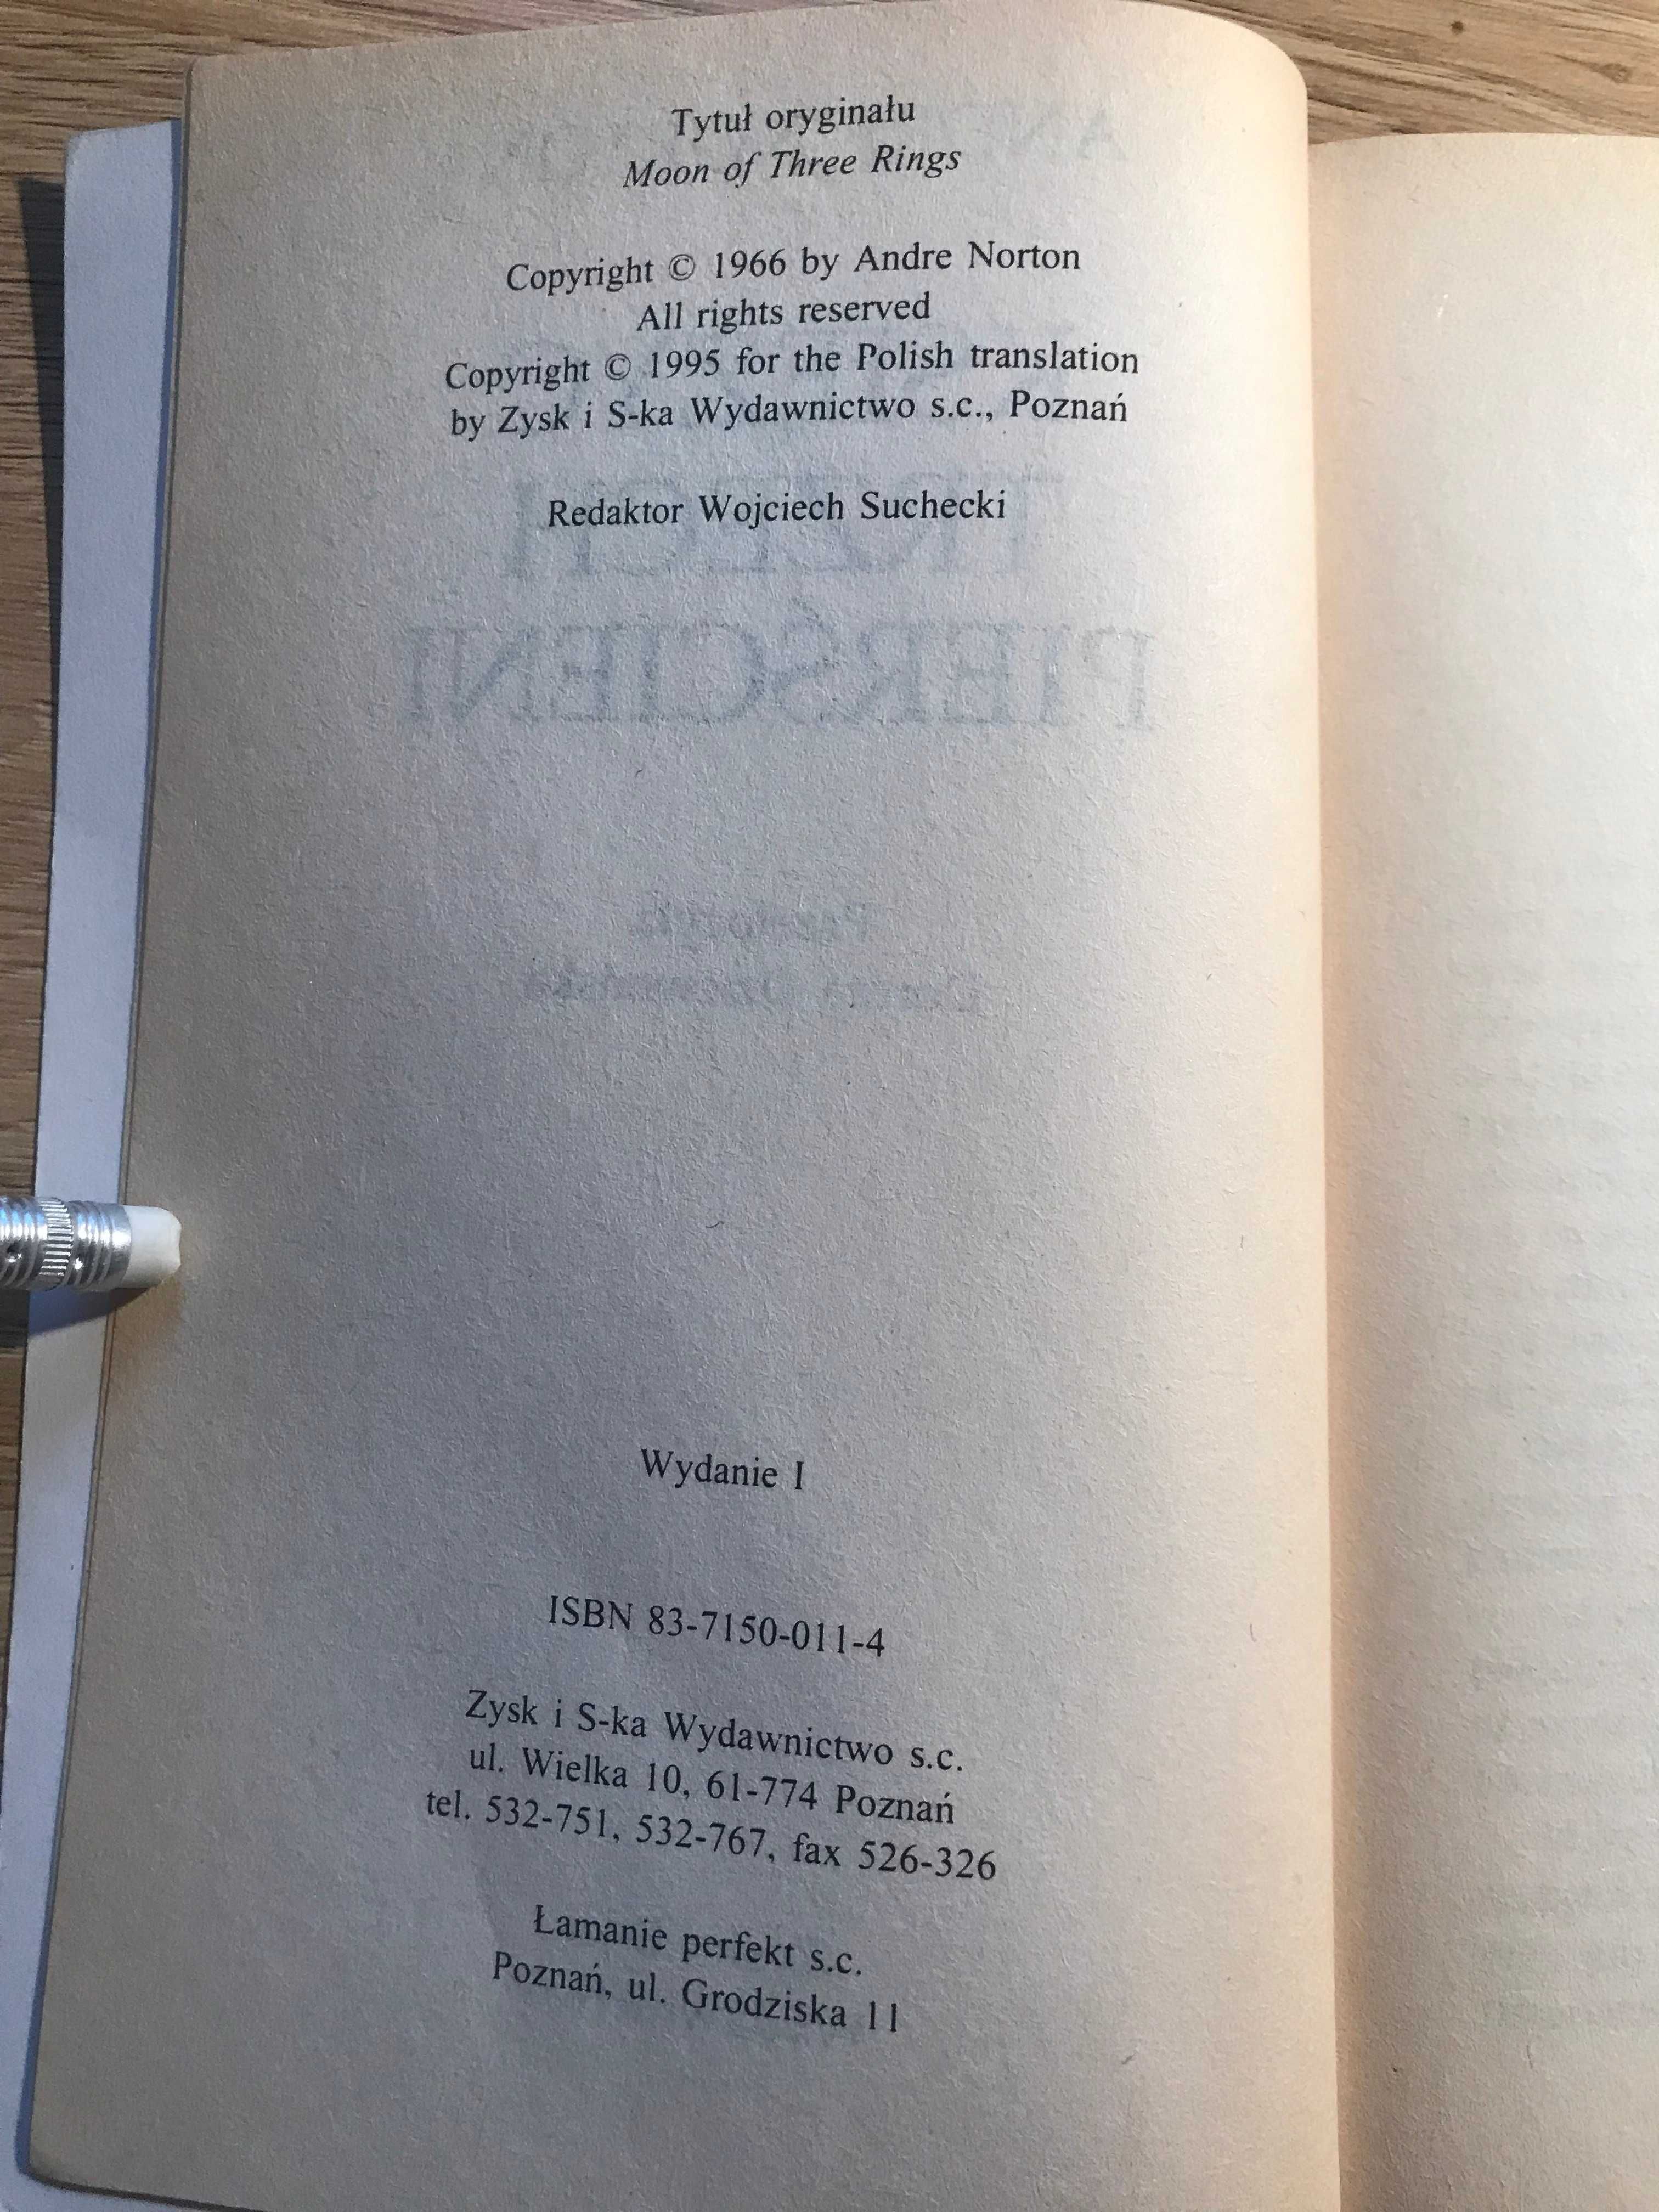 Tytuł oryginału
Moon of Three Rings
Copyright © 1966 by Andre Norton
All rights reserved
Copyright © 1995 for the Polish translation
by Zysk i S-ka Wydawnictwo s.c., Poznań
Redaktor Wojciech Suchecki
TRZECH
PIERŚCIENI
Wydanie I
ISBN 83-7150-011-4
Zysk i S-ka Wydawnictwo s.c.
ul. Wielka 10, 61-774 Poznań
tel. 532-751, 532-767, fax 526-326
Łamanie perfekt s.c.
Poznań, ul. Grodziska 11